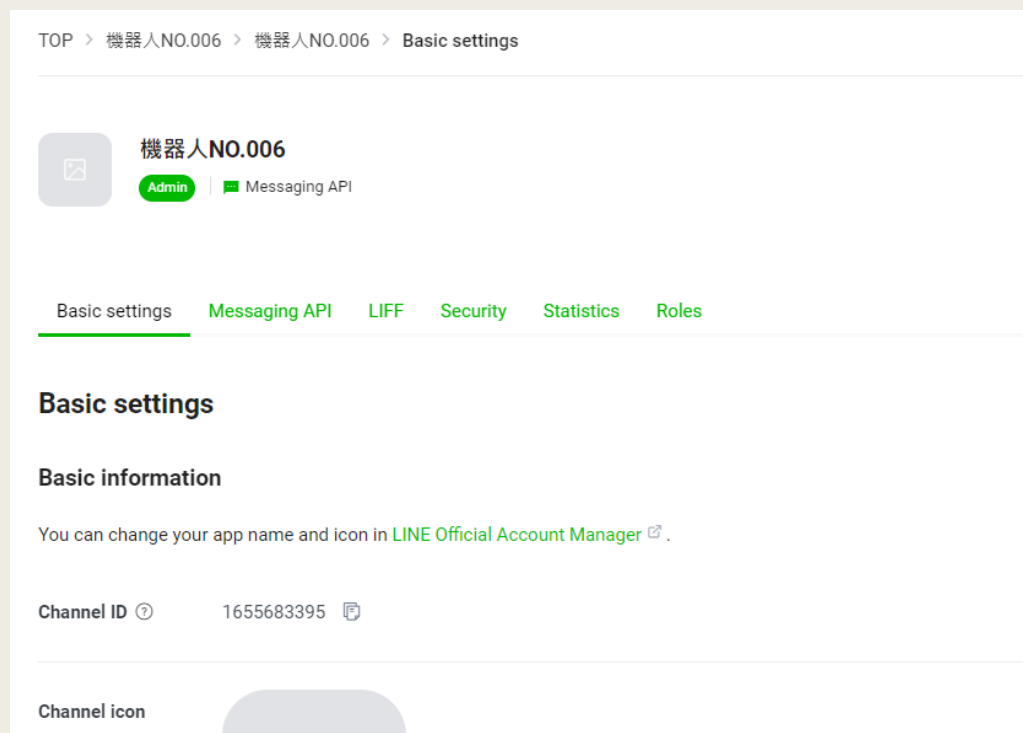 TOP > 機器人NO.006 > 機器人NO.006 > Basic settings
機器人NO.006
Admin Messaging API
Basic settings Messaging API LIFF Security Statistics Roles
Basic settings
Basic information
You can change your app name and icon in LINE Official Account Manager .
Channel ID ? 1655683395
Channel icon